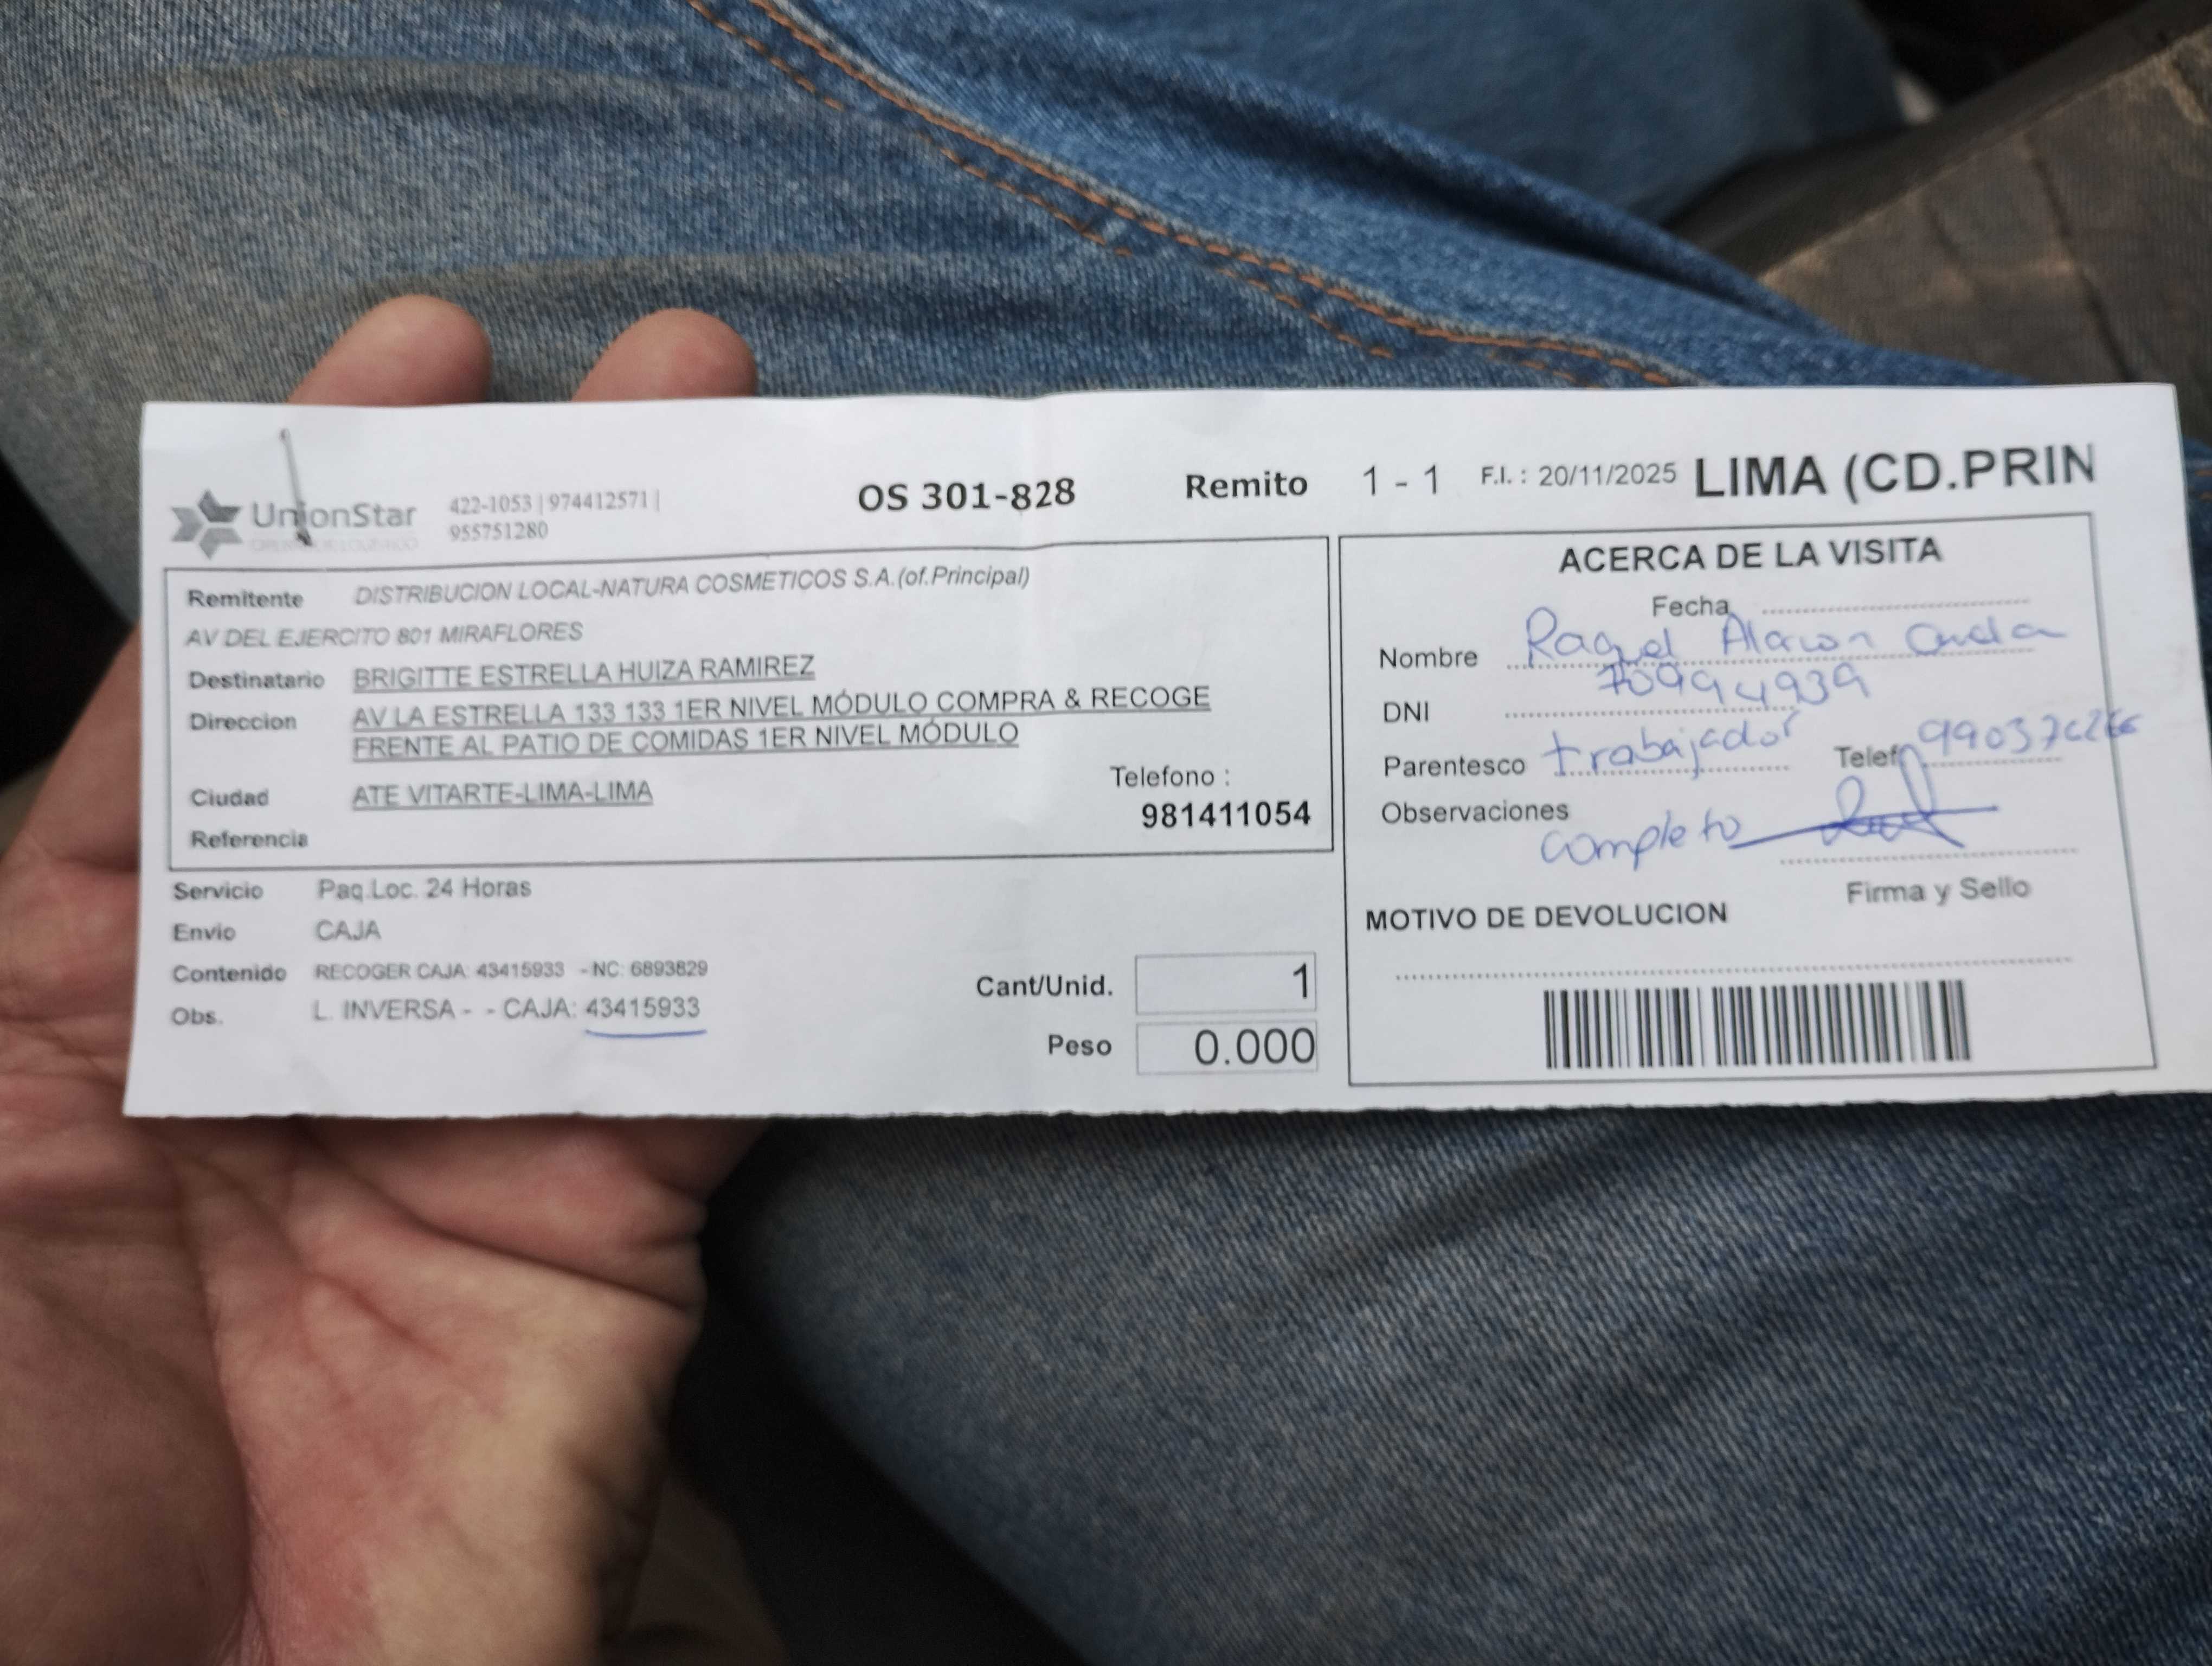 UnionStar
422-1053 | 974412571 |
955751280
OS 301-828
Remito 1 - 1
F.I. : 20/11/2025
LIMA (CD.PRIN
Remitente DISTRIBUCION LOCAL-NATURA COSMETICOS S.A.(of.Principal)
AV DEL EJERCITO 801 MIRAFLORES
Destinatario BRIGITTE ESTRELLA HUIZA RAMIREZ
Direccion AV LA ESTRELLA 133 133 1ER NIVEL MÓDULO COMPRA & RECOGE
FRENTE AL PATIO DE COMIDAS 1ER NIVEL MÓDULO
Ciudad ATE VITARTE-LIMA-LIMA
Telefono :
981411054
Referencia
Servicio Paq.Loc. 24 Horas
Envio CAJA
Contenido RECOGER CAJA: 43415933 - NC: 6893829
Obs. L. INVERSA - - CAJA: 43415933
Cant/Unid. 1
Peso 0.000
ACERCA DE LA VISITA
Fecha
Nombre Raquel Alarcon
DNI 70994939
Parentesco trabajador Telef
Observaciones
completo
Firma y Sello
MOTIVO DE DEVOLUCION